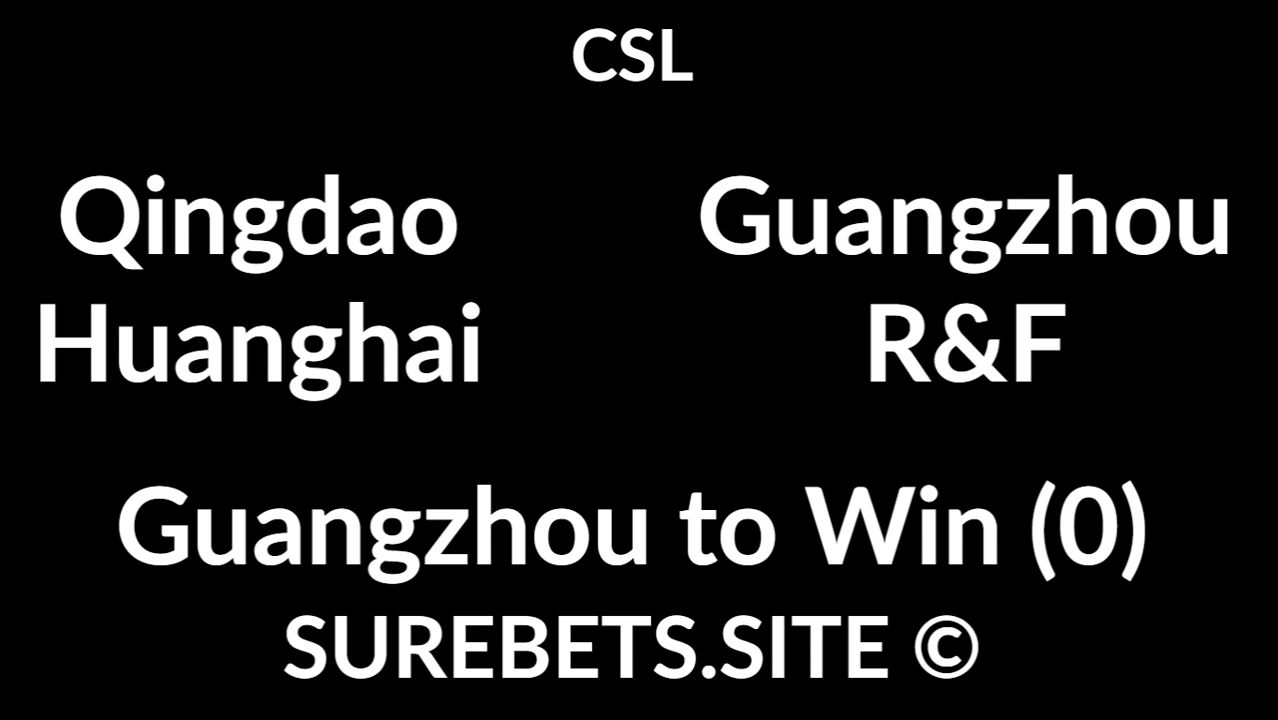 CSL
Qingdao
Huanghai
Guangzhou
R&F
Guangzhou to Win (0)
SUREBETS.SITE ©